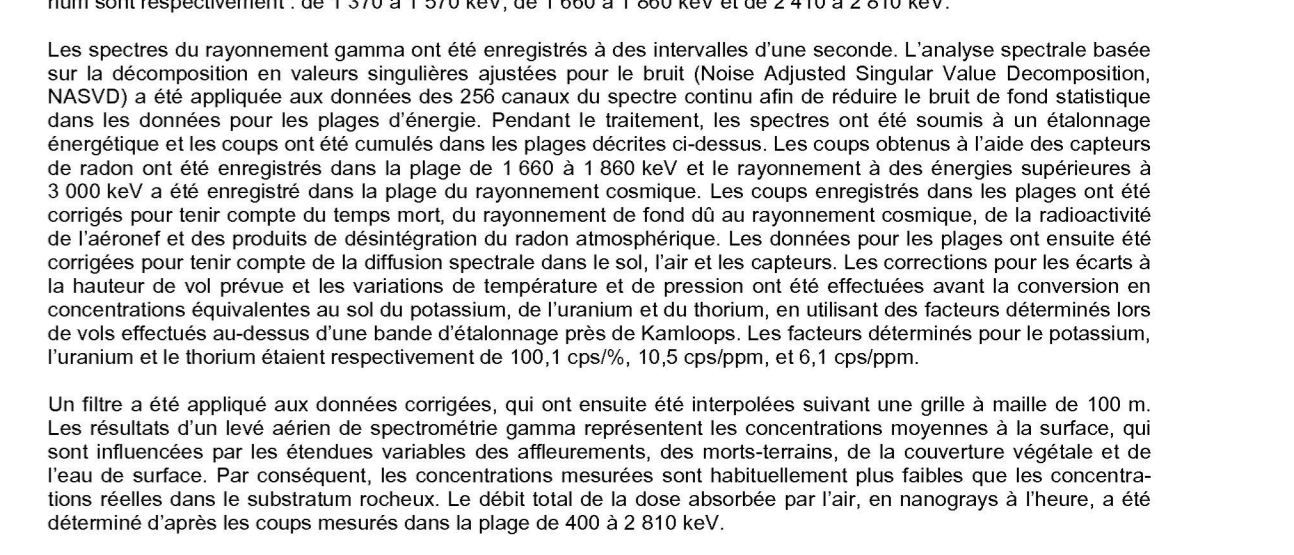 rium sont respectivement : de 1 370 à 1 570 keV, de 1 660 à 1 860 keV et de 2 410 à 2 810 keV.
Les spectres du rayonnement gamma ont été enregistrés à des intervalles d’une seconde. L’analyse spectrale basée
sur la décomposition en valeurs singulières ajustées pour le bruit (Noise Adjusted Singular Value Decomposition,
NASVD) a été appliquée aux données des 256 canaux du spectre continu afin de réduire le bruit de fond statistique
dans les données pour les plages d’énergie. Pendant le traitement, les spectres ont été soumis à un étalonnage
énergétique et les coups ont été cumulés dans les plages décrites ci-dessus. Les coups obtenus à l’aide des capteurs
de radon ont été enregistrés dans la plage de 1 660 à 1 860 keV et le rayonnement à des énergies supérieures à
3 000 keV a été enregistré dans la plage du rayonnement cosmique. Les coups enregistrés dans les plages ont été
corrigés pour tenir compte du temps mort, du rayonnement de fond dû au rayonnement cosmique, de la radioactivité
de l’aéronef et des produits de désintégration du radon atmosphérique. Les données pour les plages ont ensuite été
corrigées pour tenir compte de la diffusion spectrale dans le sol, l’air et les capteurs. Les corrections pour les écarts à
la hauteur de vol prévue et les variations de température et de pression ont été effectuées avant la conversion en
concentrations équivalentes au sol du potassium, de l’uranium et du thorium, en utilisant des facteurs déterminés lors
de vols effectués au-dessus d’une bande d’étalonnage près de Kamloops. Les facteurs déterminés pour le potassium,
l’uranium et le thorium étaient respectivement de 100,1 cps/%, 10,5 cps/ppm, et 6,1 cps/ppm.
Un filtre a été appliqué aux données corrigées, qui ont ensuite été interpolées suivant une grille à maille de 100 m.
Les résultats d’un levé aérien de spectrométrie gamma représentent les concentrations moyennes à la surface, qui
sont influencées par les étendues variables des affleurements, des morts-terrains, de la couverture végétale et de
l’eau de surface. Par conséquent, les concentrations mesurées sont habituellement plus faibles que les concentra-
tions réelles dans le substratum rocheux. Le débit total de la dose absorbée par l’air, en nanograys à l’heure, a été
déterminé d’après les coups mesurés dans la plage de 400 à 2 810 keV.